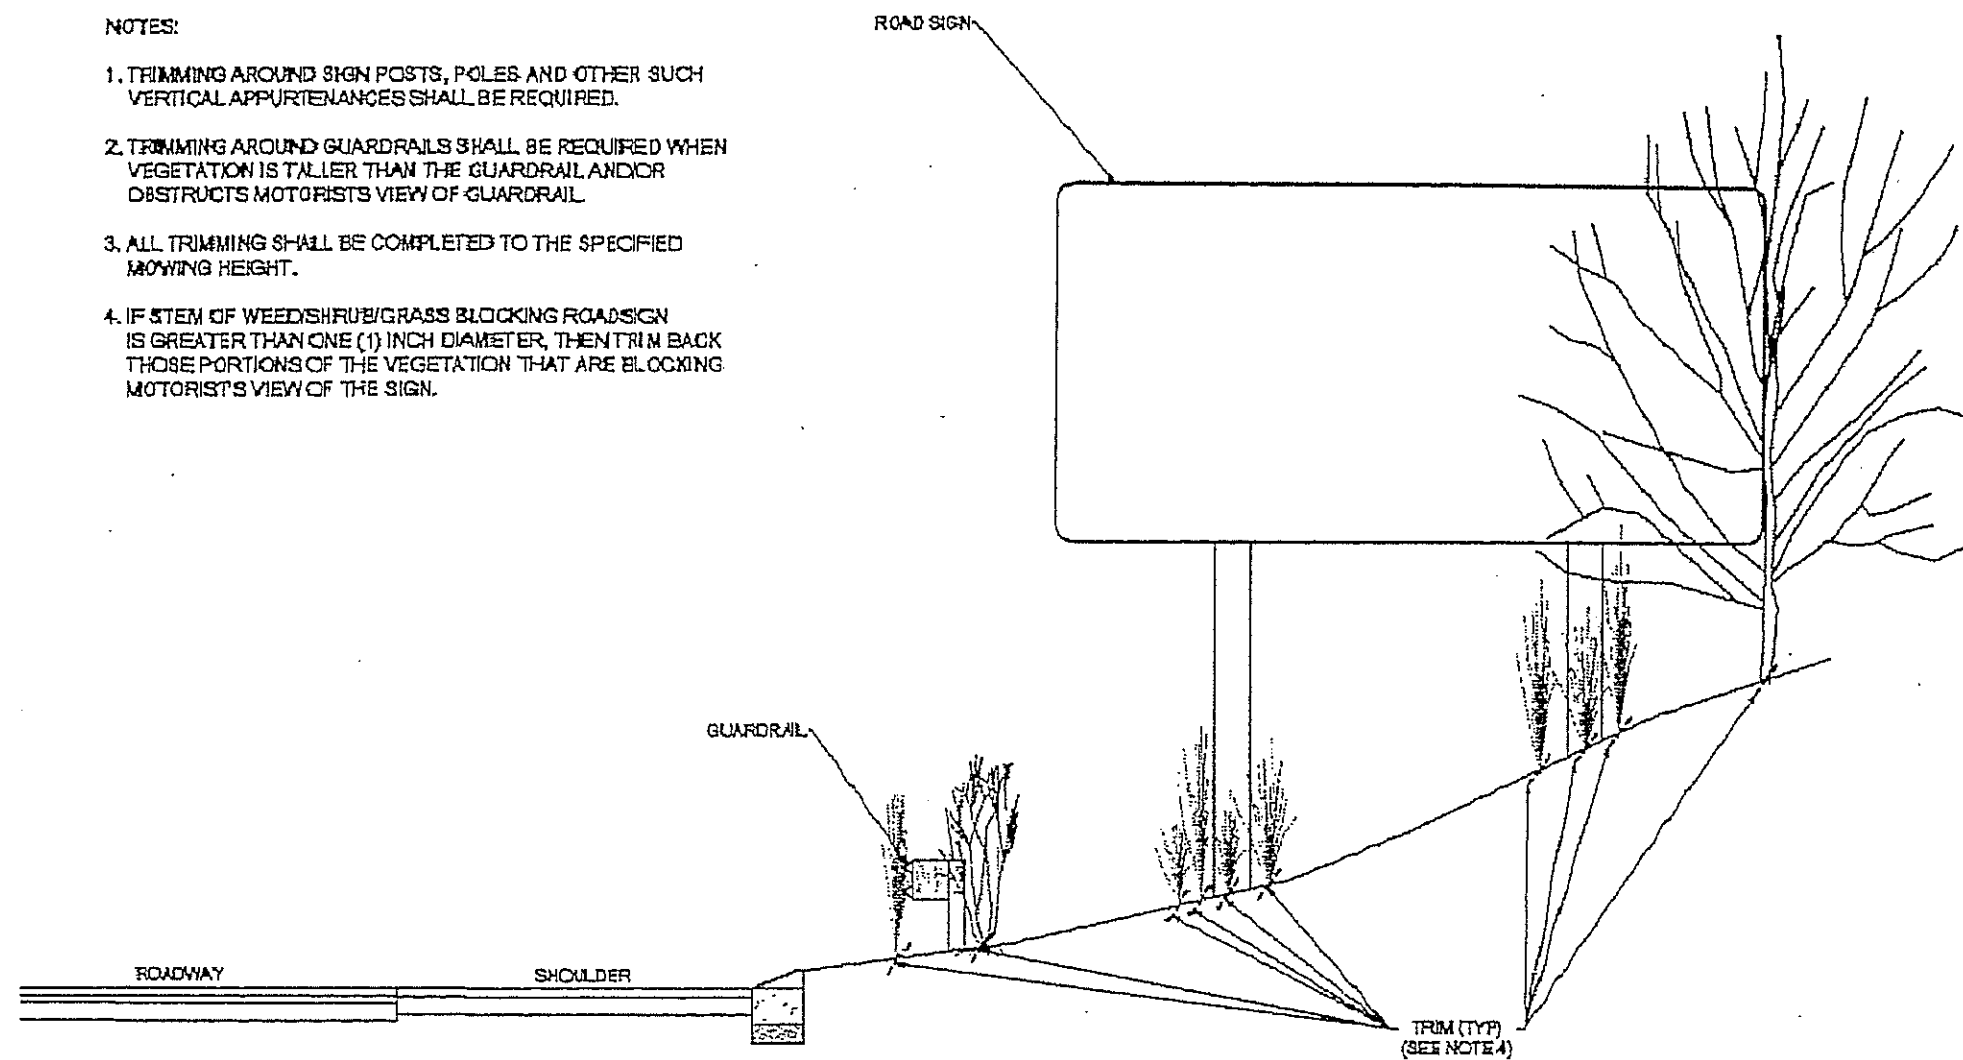 NOTES:
1. TRIMMING AROUND SIGN POSTS, POLES AND OTHER SUCH
VERTICAL APPURTENANCES SHALL BE REQUIRED.
2. TRIMMING AROUND GUARDRAILS SHALL BE REQUIRED WHEN
VEGETATION IS TALLER THAN THE GUARDRAIL AND/OR
OBSTRUCTS MOTORISTS VIEW OF GUARDRAIL.
3. ALL TRIMMING SHALL BE COMPLETED TO THE SPECIFIED
MOWING HEIGHT.
4. IF STEM OF WEED/SHRUB/GRASS BLOCKING ROADSIGN
IS GREATER THAN ONE (1) INCH DIAMETER, THEN TRIM BACK
THOSE PORTIONS OF THE VEGETATION THAT ARE BLOCKING
MOTORIST'S VIEW OF THE SIGN.
ROAD SIGN
GUARDRAIL
ROADWAY
SHOULDER
TRIM (TYP)
(SEE NOTE 4)